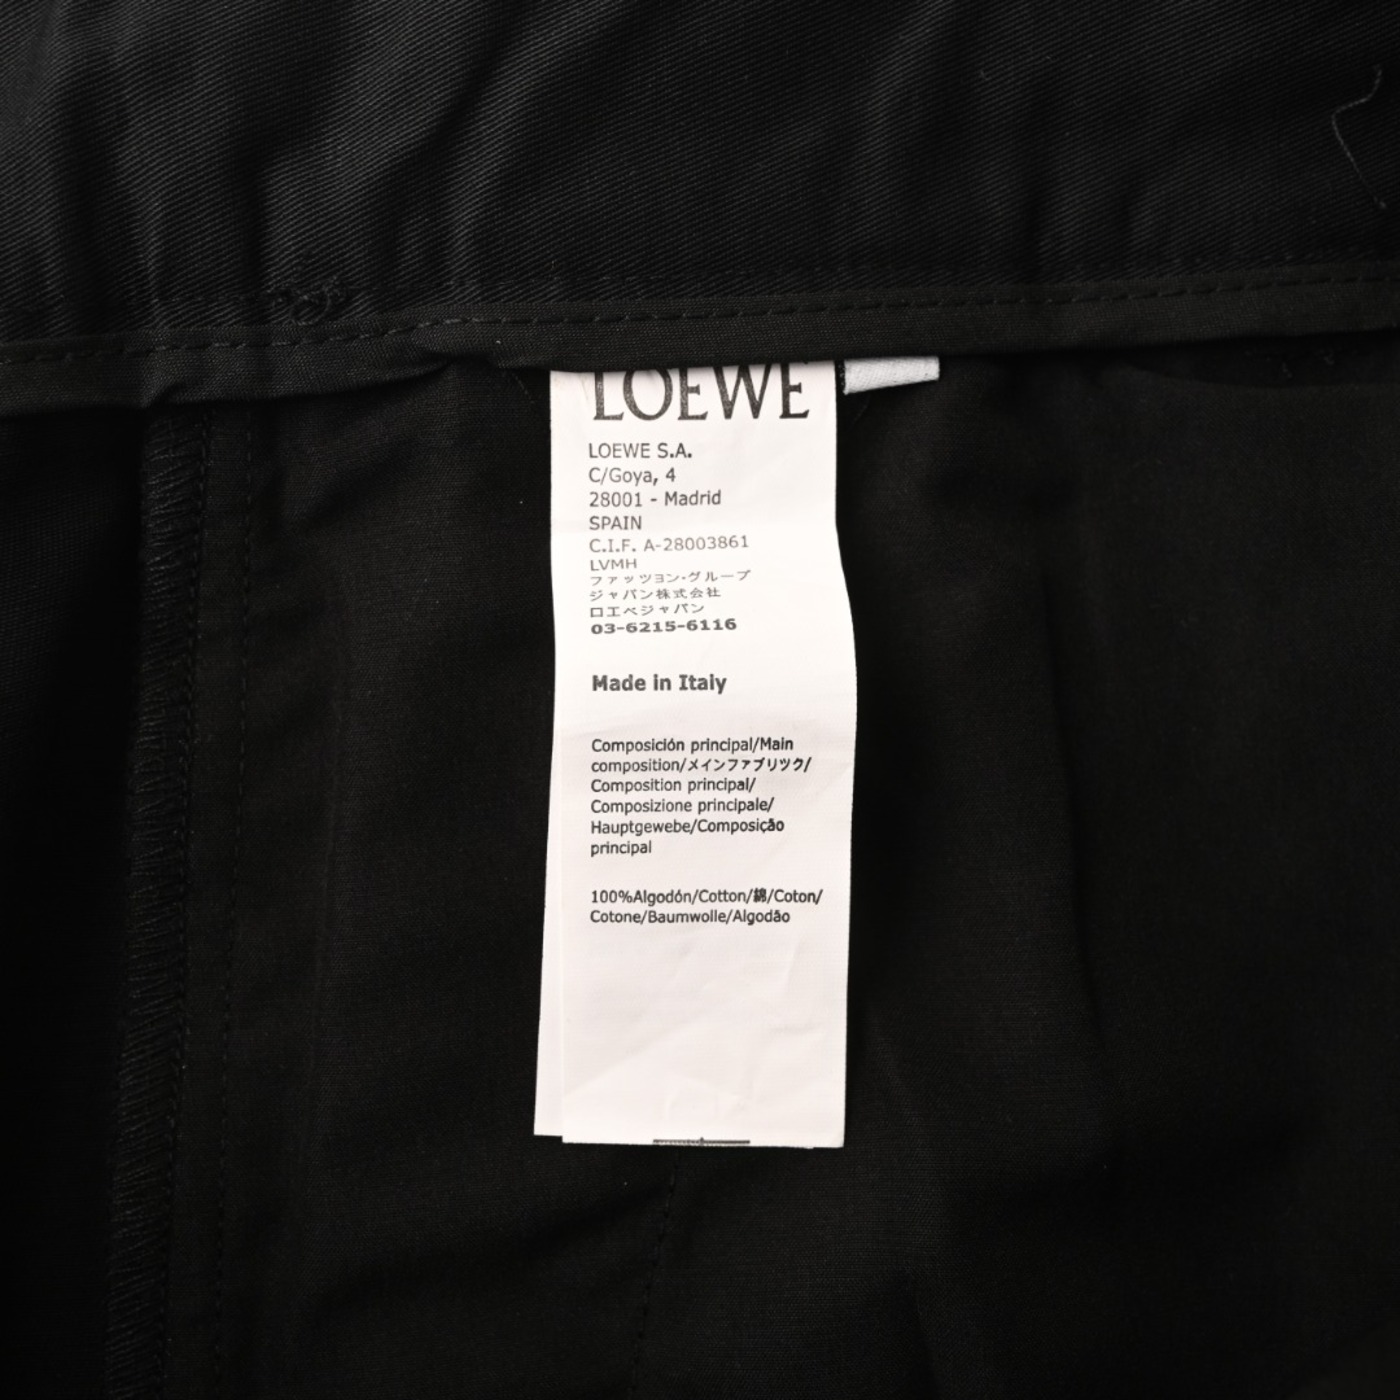 LOEWE
LOEWE S.A.
C/Goya, 4
28001 - Madrid
SPAIN
C.I.F. A-28003861
LVMH
ファッツヨン·グループ
ジャパン株式会社
ロエベジャパン
03-6215-6116
Made in Italy
Composición principal/Main
composition/メインファブリツク/
Composition principal/
Composizione principale/
Hauptgewebe/Composição
principal
100%Algodón/Cotton/綿/Coton/
Cotone/Baumwolle/Algodão